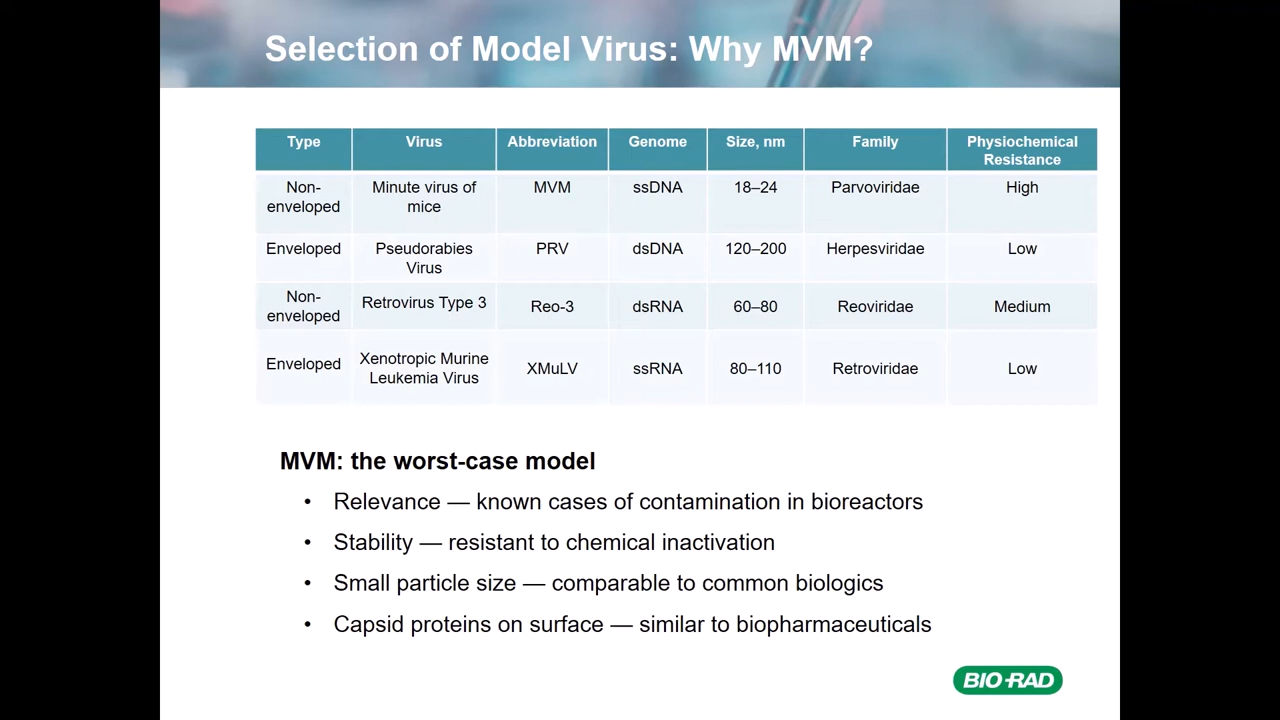 Selection of Model Virus: Why MVM?
Type Virus Abbreviation Genome Size, nm Family Physiochemical Resistance
Non-enveloped Minute virus of mice MVM ssDNA 18–24 Parvoviridae High
Enveloped Pseudorabies Virus PRV dsDNA 120–200 Herpesviridae Low
Non-enveloped Retrovirus Type 3 Reo-3 dsRNA 60–80 Reoviridae Medium
Enveloped Xenotropic Murine Leukemia Virus XMuLV ssRNA 80–110 Retroviridae Low
MVM: the worst-case model
• Relevance — known cases of contamination in bioreactors
• Stability — resistant to chemical inactivation
• Small particle size — comparable to common biologics
• Capsid proteins on surface — similar to biopharmaceuticals
BIO-RAD